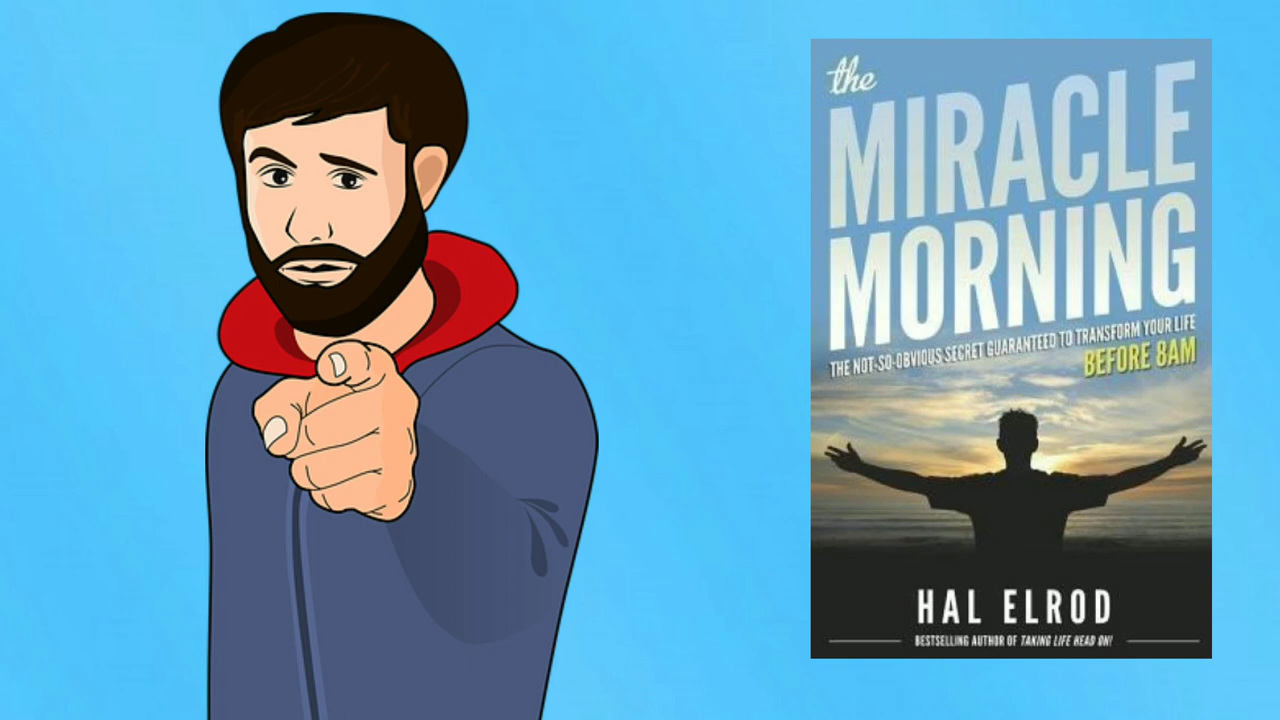 the
MIRACLE
MORNING
THE NOT-SO-OBVIOUS SECRET GUARANTEED TO TRANSFORM YOUR LIFE
BEFORE 8AM
HAL ELROD
BESTSELLING AUTHOR OF TAKING LIFE HEAD ON!